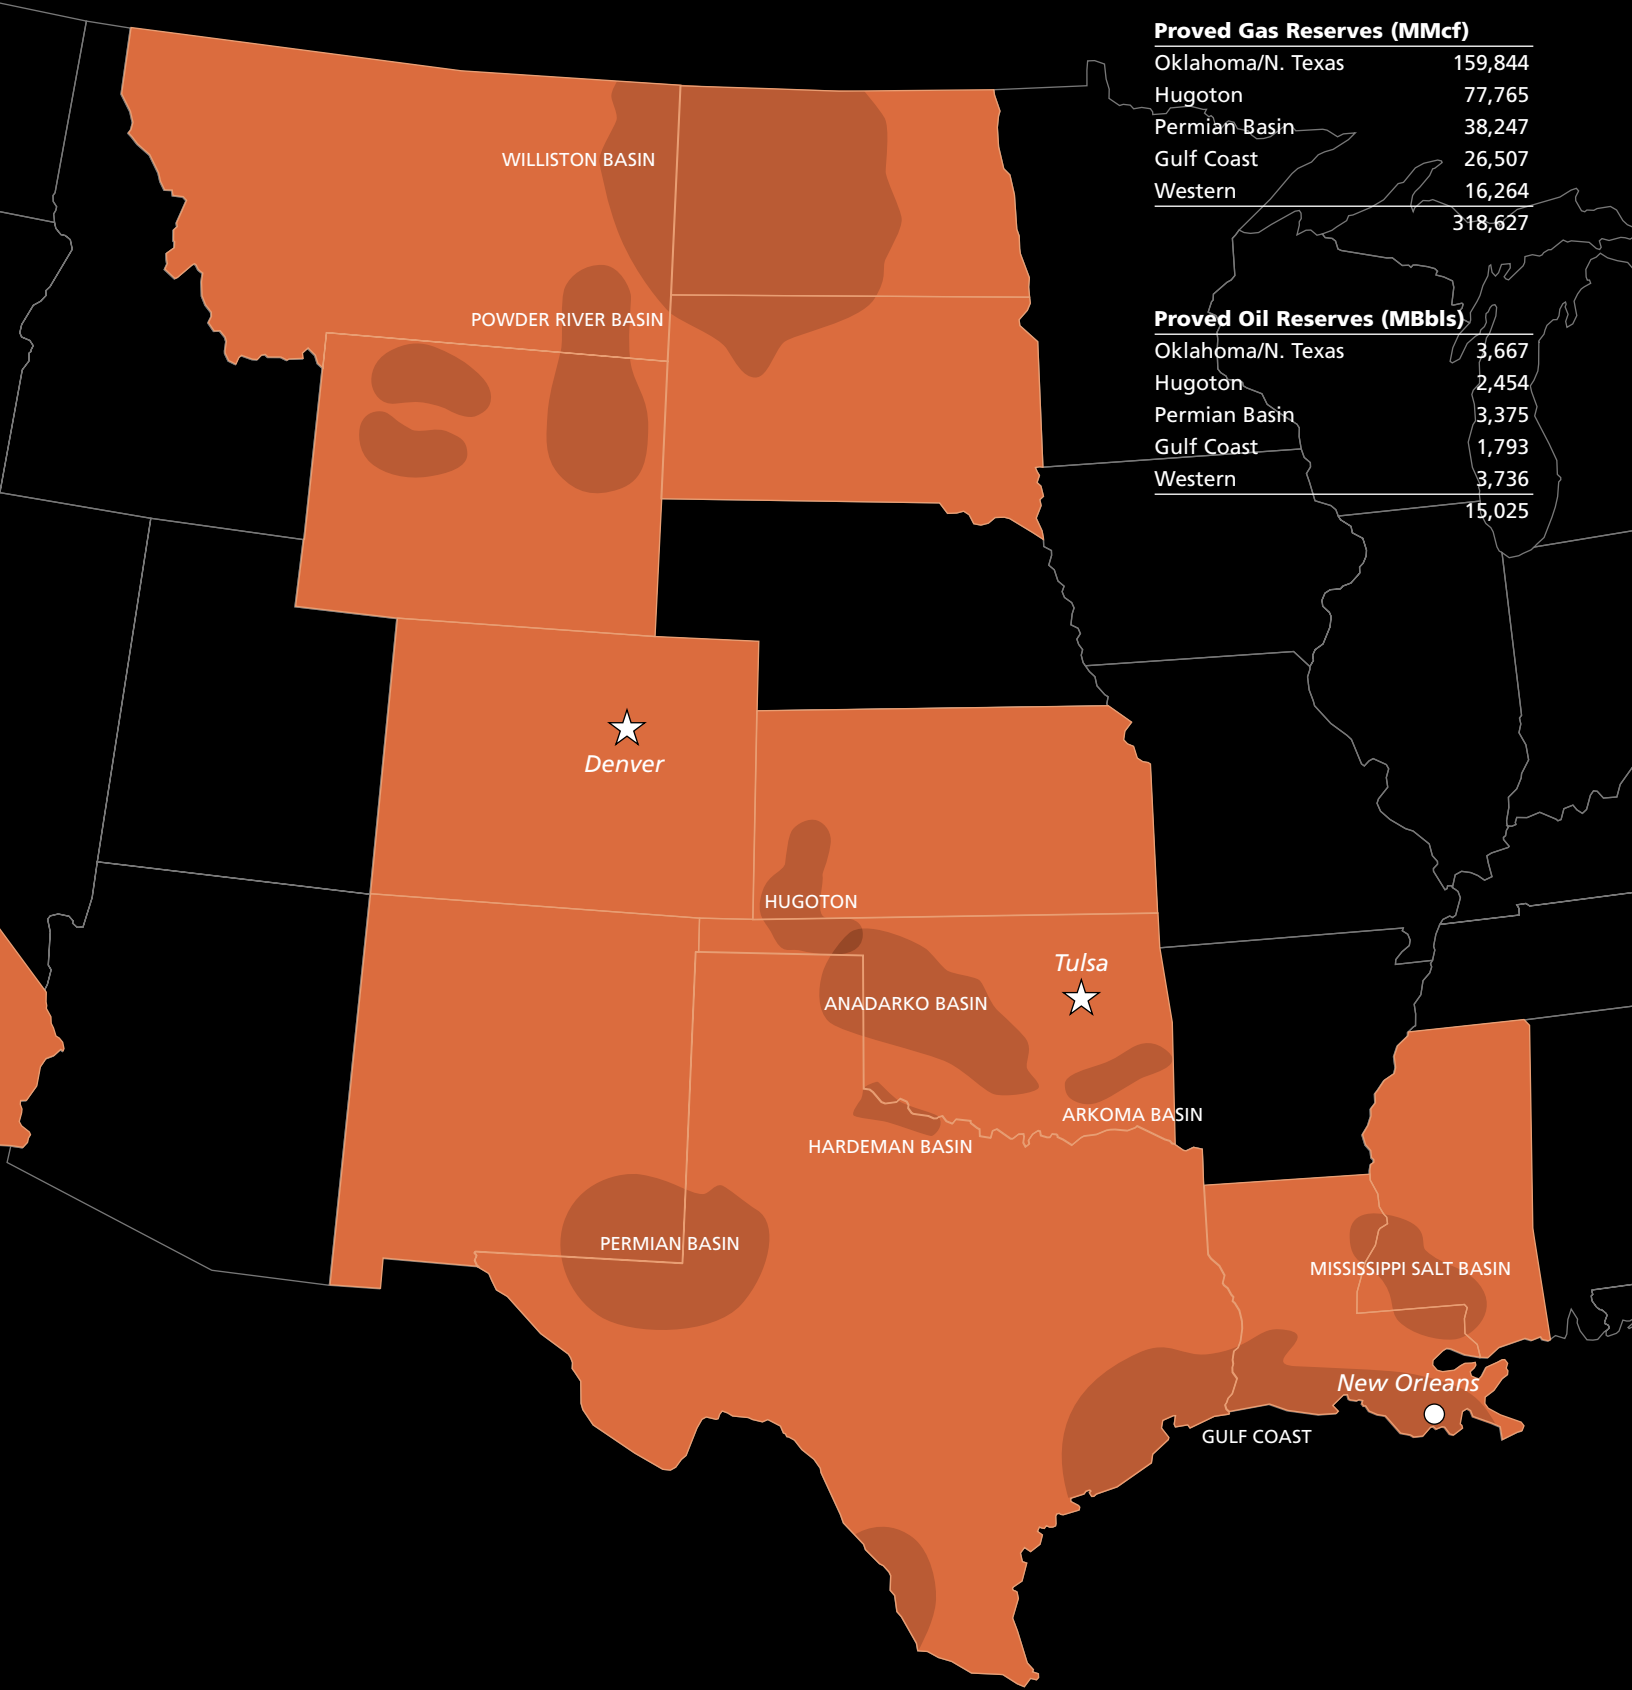 Proved Gas Reserves (MMcf)
Oklahoma/N. Texas 159,844
Hugoton 77,765
Permian Basin 38,247
Gulf Coast 26,507
Western 16,264
318,627
Proved Oil Reserves (MBbls)
Oklahoma/N. Texas 3,667
Hugoton 2,454
Permian Basin 3,375
Gulf Coast 1,793
Western 3,736
15,025
WILLISTON BASIN
POWDER RIVER BASIN
Denver
HUGOTON
Tulsa
ANADARKO BASIN
ARKOMA BASIN
HARDEMAN BASIN
PERMIAN BASIN
MISSISSIPPI SALT BASIN
New Orleans
GULF COAST